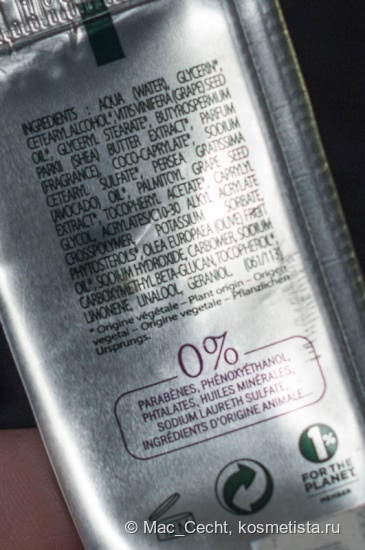 INGREDIENTS : AQUA (WATER), GLYCERIN*,
CETEARYL ALCOHOL*, VITIS VINIFERA (GRAPE) SEED
OIL*, GLYCERYL STEARATE*, BUTYROSPERMUM
PARKII (SHEA) BUTTER EXTRACT*, PARFUM
(FRAGRANCE), COCO-CAPRYLATE*, SODIUM
CETEARYL SULFATE*, PERSEA GRATISSIMA
(AVOCADO) OIL*, PALMITOYL GRAPE SEED
EXTRACT*, TOCOPHERYL ACETATE*, CAPRYLYL
GLYCOL, ACRYLATES/C10-30 ALKYL ACRYLATE
CROSSPOLYMER, POTASSIUM SORBATE,
PHYTOSTEROLS*, OLEA EUROPAEA (OLIVE) FRUIT
OIL*, SODIUM HYDROXIDE, CARBOMER, SODIUM
CARBOXYMETHYL BETA-GLUCAN, TOCOPHEROL*,
LIMONENE, LINALOOL, GERANIOL. (061/113)
* Origine végétale – Plant origin – Origen
vegetal – Origine vegetale – Pflanzlichen
Ursprungs.
0%
PARABÈNES, PHÉNOXYÉTHANOL,
PHTALATES, HUILES MINÉRALES,
SODIUM LAURETH SULFATE,
INGRÉDIENTS D'ORIGINE ANIMALE...
1%
FOR THE
PLANET
MEMBER
© Mac_Cecht, kosmetista.ru